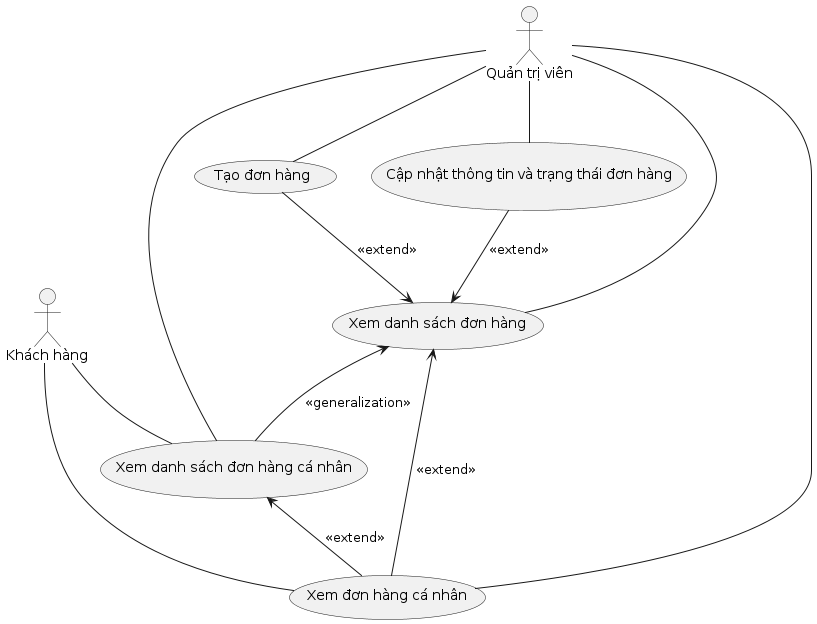 Quản trị viên
Tạo đơn hàng
Cập nhật thông tin và trạng thái đơn hàng
«extend»
«extend»
Xem danh sách đơn hàng
Khách hàng
«generalization»
Xem danh sách đơn hàng cá nhân
«extend»
«extend»
Xem đơn hàng cá nhân